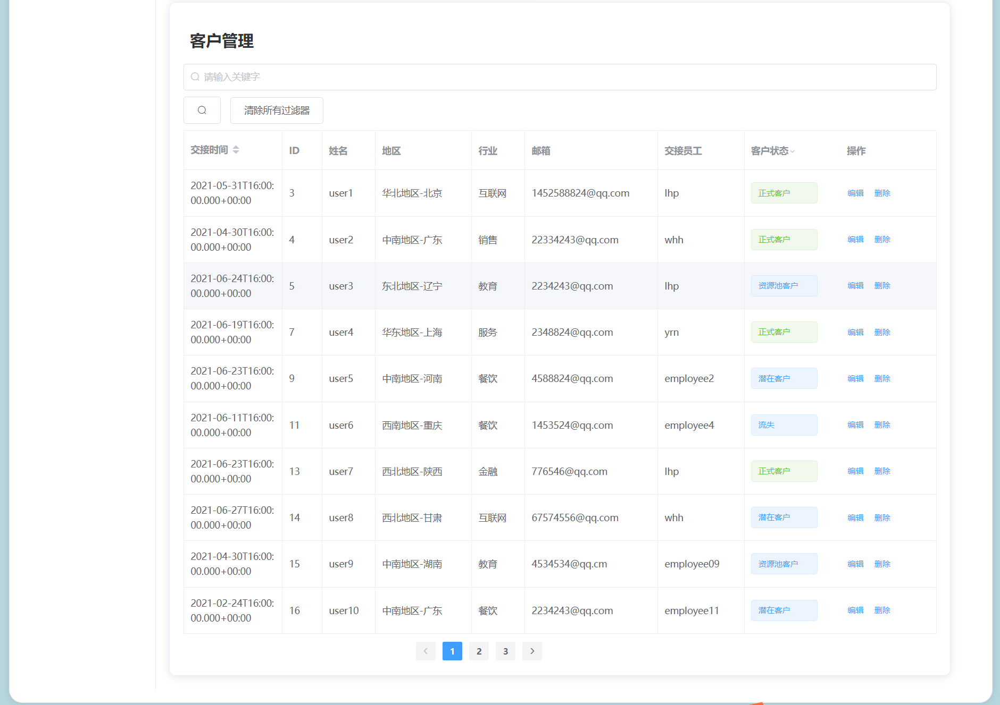 客户管理
请输入关键字
清除所有过滤器
交接时间 ID 姓名 地区 行业 邮箱 交接员工 客户状态 操作
2021-05-31T16:00:
00.000+00:00 3 user1 华北地区-北京 互联网 1452588824@qq.com lhp 正式客户 编辑 删除
2021-04-30T16:00:
00.000+00:00 4 user2 中南地区-广东 销售 22334243@qq.com whh 正式客户 编辑 删除
2021-06-24T16:00:
00.000+00:00 5 user3 东北地区-辽宁 教育 2234243@qq.com lhp 资源池客户 编辑 删除
2021-06-19T16:00:
00.000+00:00 7 user4 华东地区-上海 服务 2348824@qq.com yrn 正式客户 编辑 删除
2021-06-23T16:00:
00.000+00:00 9 user5 中南地区-河南 餐饮 4588824@qq.com employee2 潜在客户 编辑 删除
2021-06-11T16:00:
00.000+00:00 11 user6 西南地区-重庆 餐饮 1453524@qq.com employee4 流失 编辑 删除
2021-06-23T16:00:
00.000+00:00 13 user7 西北地区-陕西 金融 776546@qq.com lhp 正式客户 编辑 删除
2021-06-27T16:00:
00.000+00:00 14 user8 西北地区-甘肃 互联网 67574556@qq.com whh 潜在客户 编辑 删除
2021-04-30T16:00:
00.000+00:00 15 user9 中南地区-湖南 教育 4534534@qq.cm employee09 资源池客户 编辑 删除
2021-02-24T16:00:
00.000+00:00 16 user10 中南地区-广东 餐饮 2234243@qq.com employee11 潜在客户 编辑 删除
1 2 3